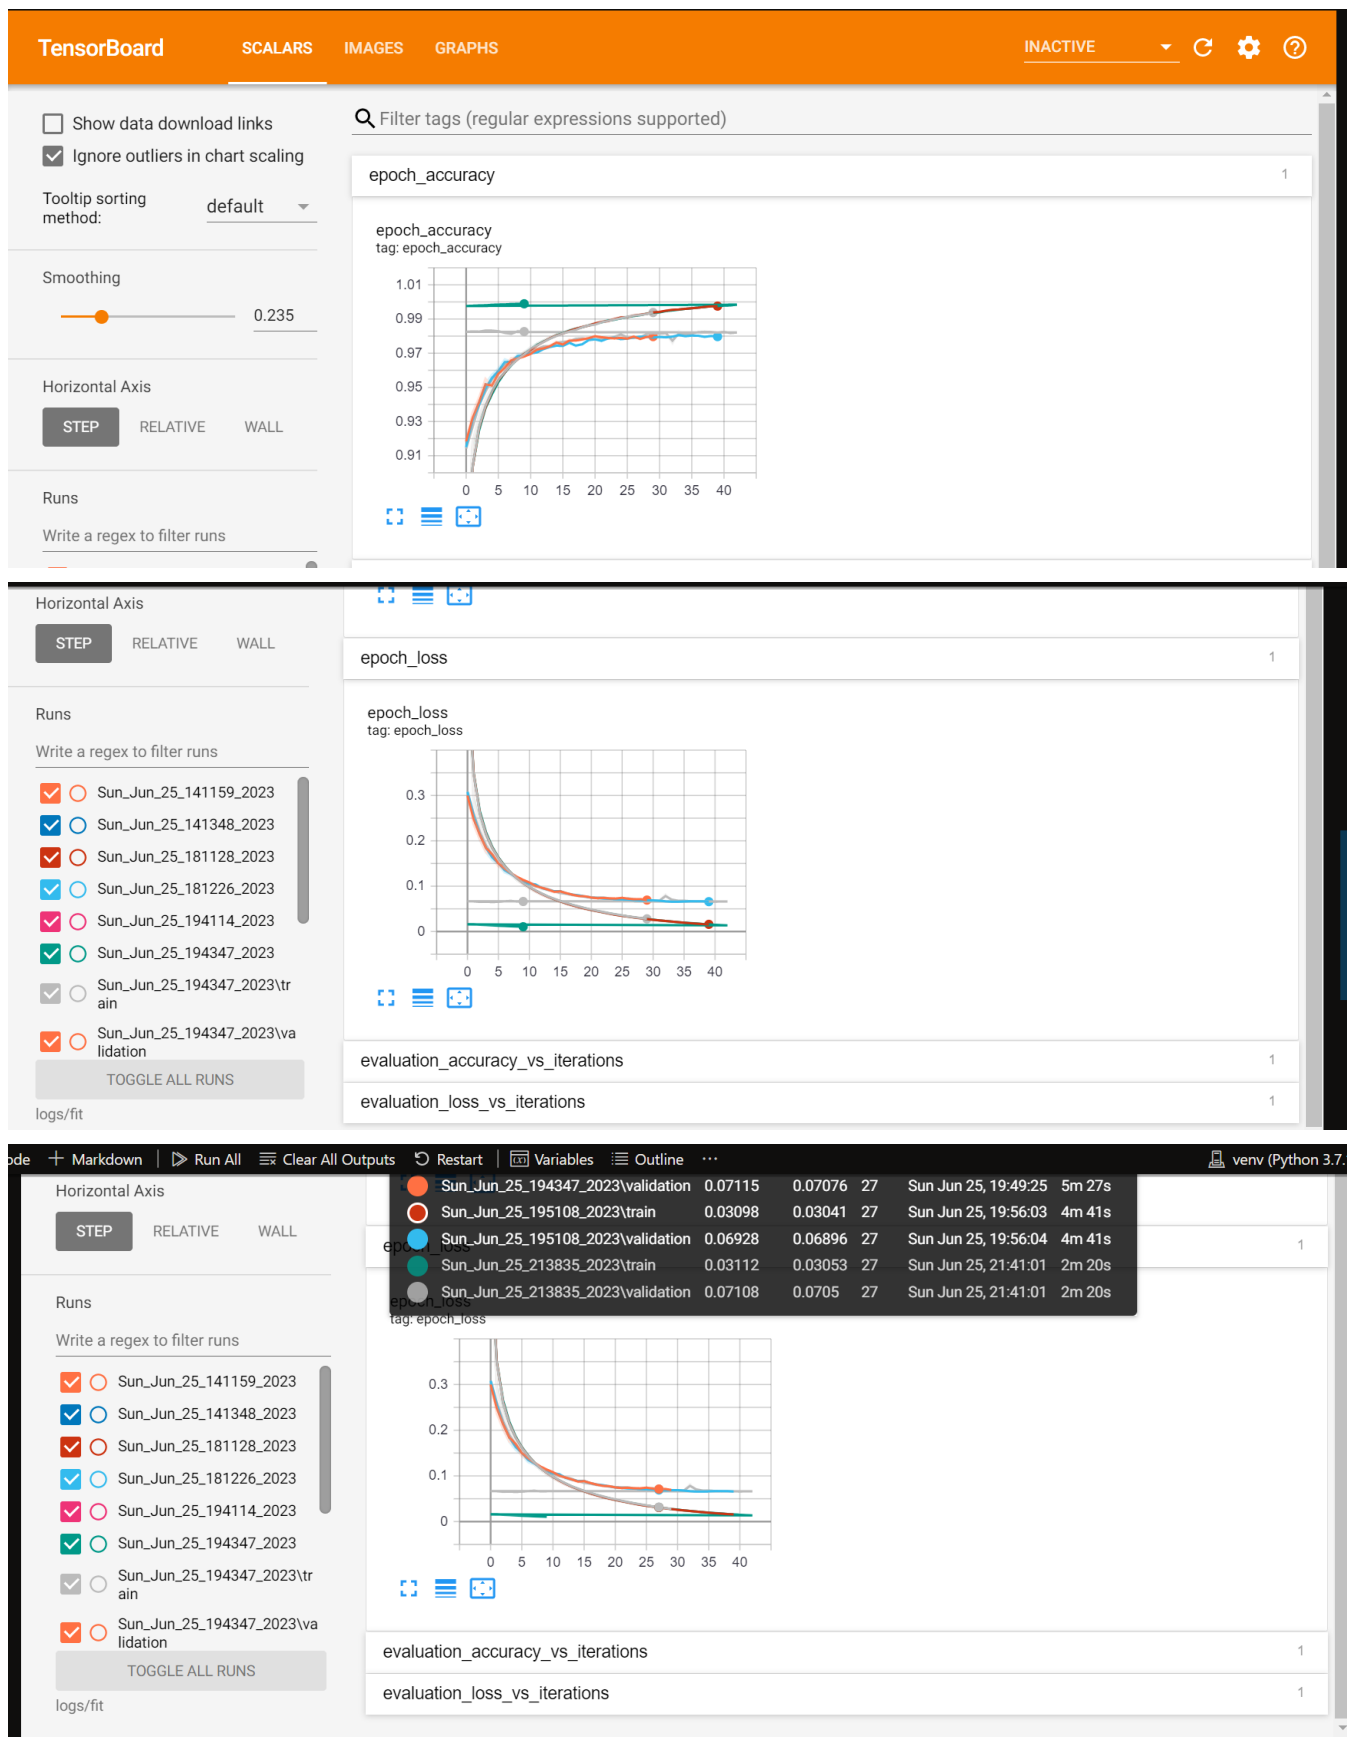 TensorBoard SCALARS IMAGES GRAPHS INACTIVE
Show data download links
Ignore outliers in chart scaling
Tooltip sorting method: default
Smoothing
0.235
Horizontal Axis
STEP RELATIVE WALL
Runs
Write a regex to filter runs
Filter tags (regular expressions supported)
epoch_accuracy 1
epoch_accuracy
tag: epoch_accuracy
1.01
0.99
0.97
0.95
0.93
0.91
0 5 10 15 20 25 30 35 40
Horizontal Axis
STEP RELATIVE WALL
Runs
Write a regex to filter runs
Sun_Jun_25_141159_2023
Sun_Jun_25_141348_2023
Sun_Jun_25_181128_2023
Sun_Jun_25_181226_2023
Sun_Jun_25_194114_2023
Sun_Jun_25_194347_2023
Sun_Jun_25_194347_2023\tr
ain
Sun_Jun_25_194347_2023\va
lidation
TOGGLE ALL RUNS
logs/fit
epoch_loss 1
epoch_loss
tag: epoch_loss
0.3
0.2
0.1
0
0 5 10 15 20 25 30 35 40
evaluation_accuracy_vs_iterations 1
evaluation_loss_vs_iterations 1
ode Markdown Run All Clear All Outputs Restart Variables Outline ··· venv (Python 3.7.
Horizontal Axis
STEP RELATIVE WALL
Runs
Write a regex to filter runs
Sun_Jun_25_141159_2023
Sun_Jun_25_141348_2023
Sun_Jun_25_181128_2023
Sun_Jun_25_181226_2023
Sun_Jun_25_194114_2023
Sun_Jun_25_194347_2023
Sun_Jun_25_194347_2023\tr
ain
Sun_Jun_25_194347_2023\va
lidation
TOGGLE ALL RUNS
logs/fit
Sun_Jun_25_194347_2023\validation 0.07115 0.07076 27 Sun Jun 25, 19:49:25 5m 27s
Sun_Jun_25_195108_2023\train 0.03098 0.03041 27 Sun Jun 25, 19:56:03 4m 41s
Sun_Jun_25_195108_2023\validation 0.06928 0.06896 27 Sun Jun 25, 19:56:04 4m 41s
Sun_Jun_25_213835_2023\train 0.03112 0.03053 27 Sun Jun 25, 21:41:01 2m 20s
Sun_Jun_25_213835_2023\validation 0.07108 0.0705 27 Sun Jun 25, 21:41:01 2m 20s
epoch_loss 1
epoch_loss
tag: epoch_loss
0.3
0.2
0.1
0
0 5 10 15 20 25 30 35 40
evaluation_accuracy_vs_iterations 1
evaluation_loss_vs_iterations 1